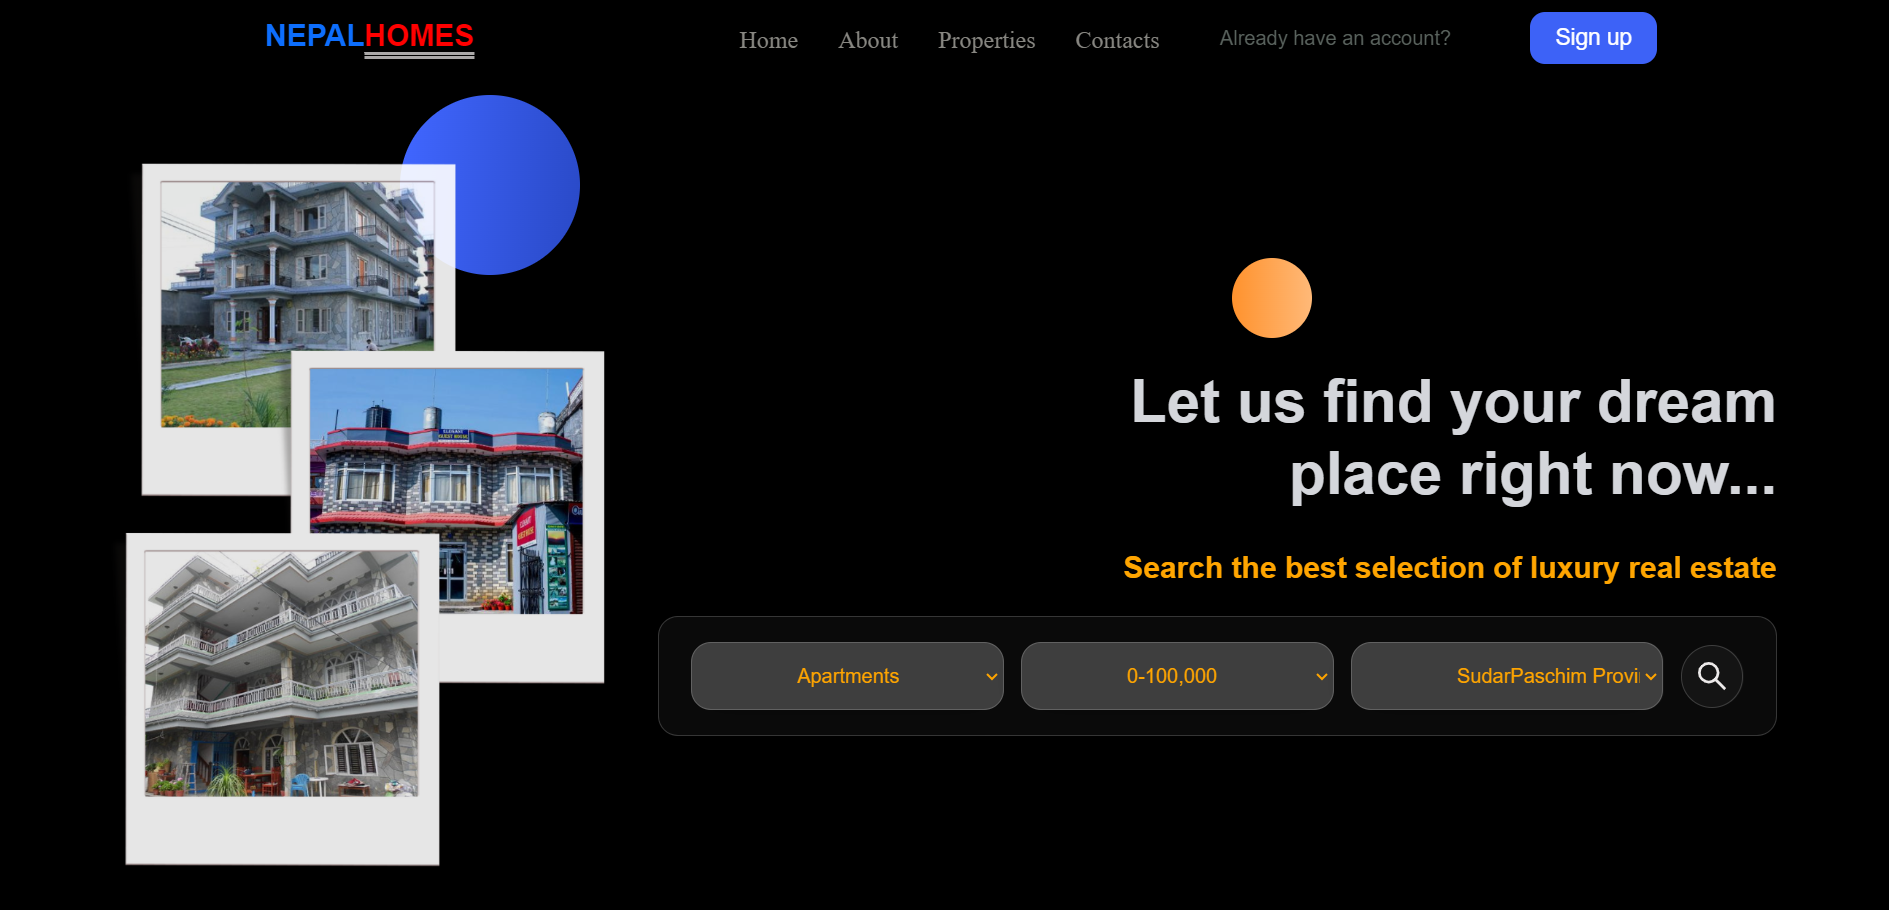 NEPALHOMES
Home About Properties Contacts Already have an account? Sign up
Let us find your dream
place right now...
Search the best selection of luxury real estate
Apartments 0-100,000 SudarPaschim Provi